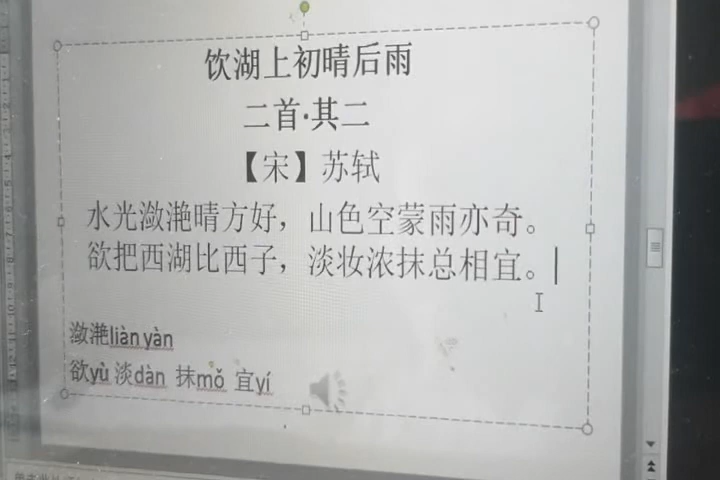 饮湖上初晴后雨
二首·其二
【宋】苏轼
水光潋滟晴方好，山色空蒙雨亦奇。
欲把西湖比西子，淡妆浓抹总相宜。
潋滟liàn yàn
欲yù 淡dàn 抹mǒ 宜yí